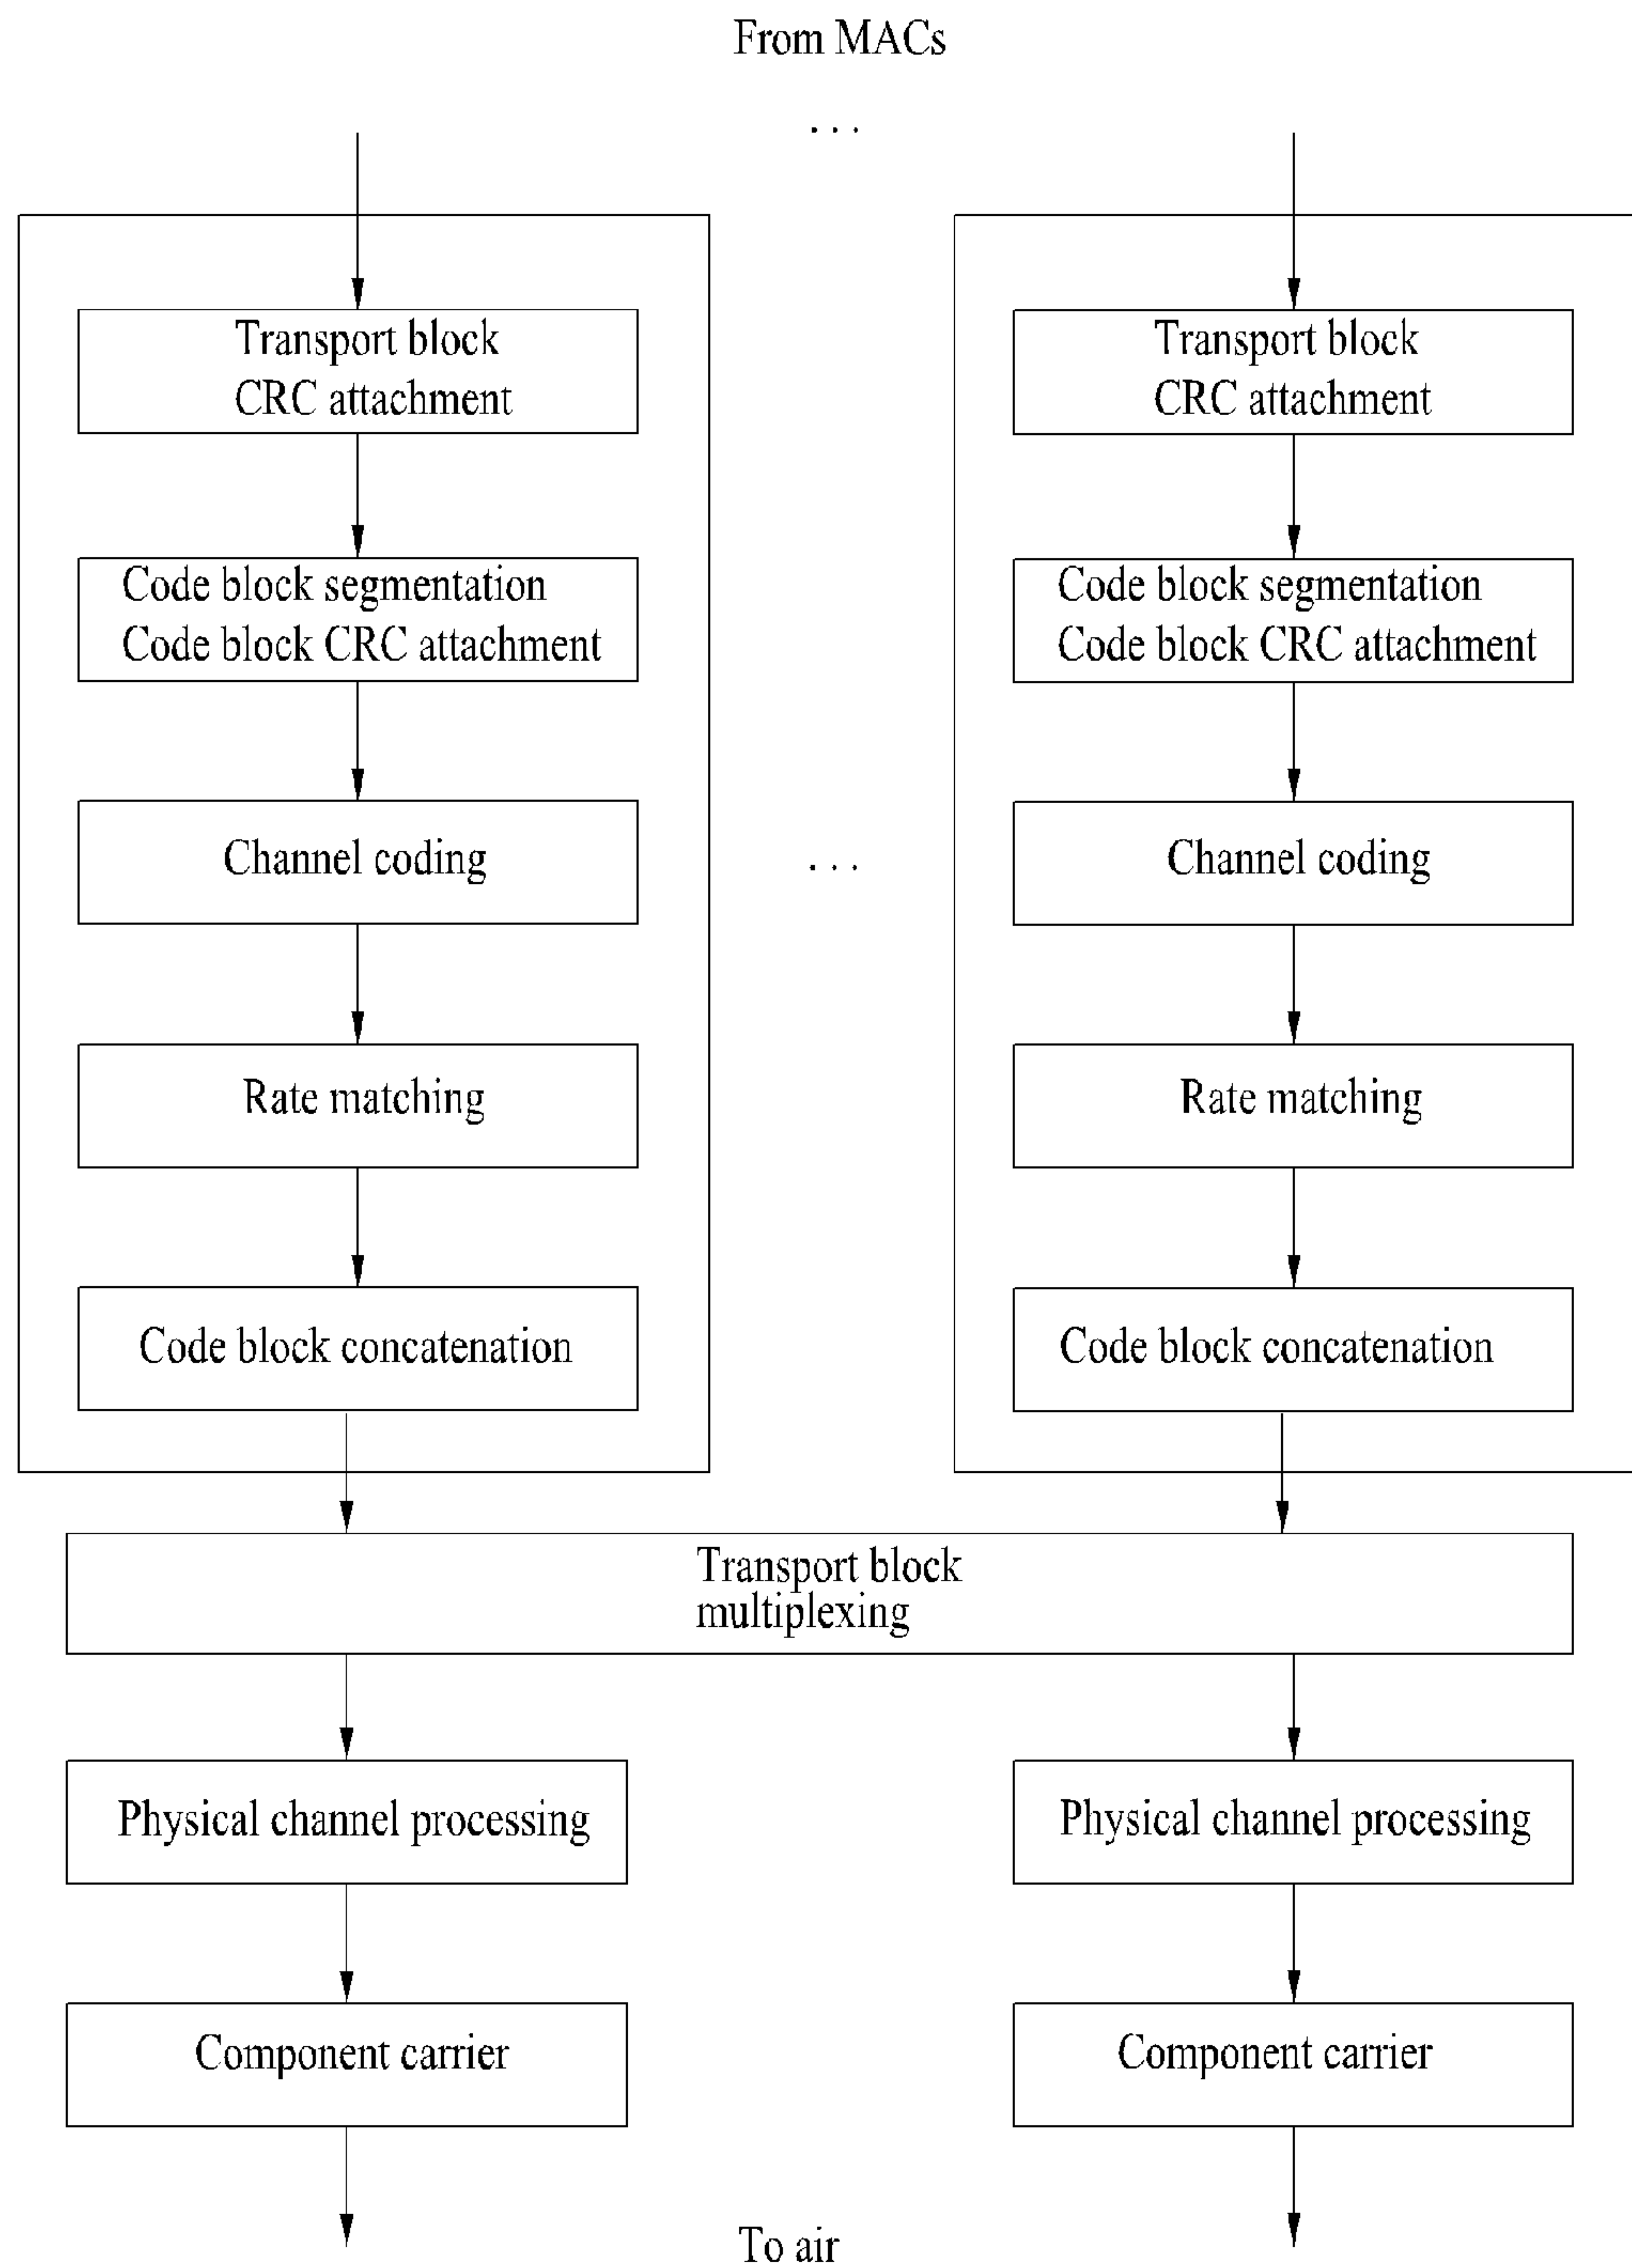 From MACs
. . .
Transport block
CRC attachment
Transport block
CRC attachment
Code block segmentation
Code block CRC attachment
Code block segmentation
Code block CRC attachment
Channel coding
. . .
Channel coding
Rate matching
Rate matching
Code block concatenation
Code block concatenation
Transport block
multiplexing
Physical channel processing
Physical channel processing
Component carrier
Component carrier
To air